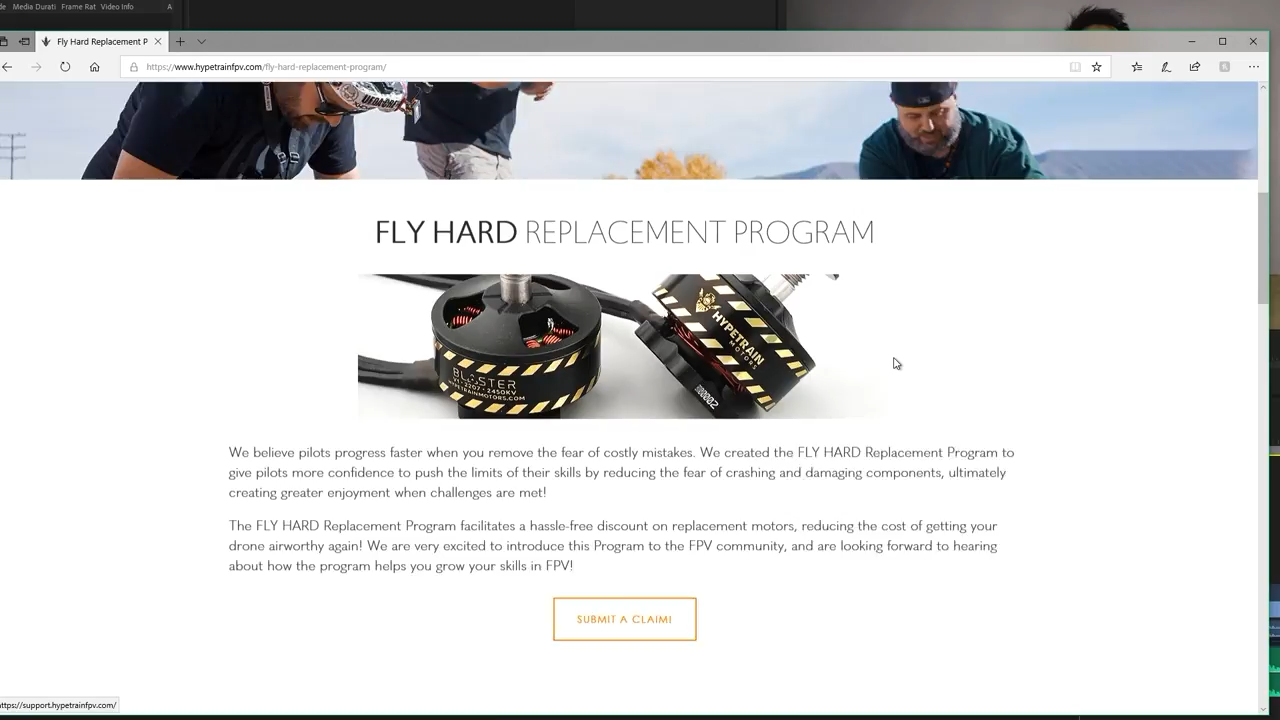 Media Durati Frame Rat Video Info A
Fly Hard Replacement P
https://www.hypetrainfpv.com/fly-hard-replacement-program/
FLY HARD REPLACEMENT PROGRAM
HYPETRAIN
MOTORS
BLASTER
V1 - 2207 - 2450KV
HYPETRAINMOTORS.COM
We believe pilots progress faster when you remove the fear of costly mistakes. We created the FLY HARD Replacement Program to
give pilots more confidence to push the limits of their skills by reducing the fear of crashing and damaging components, ultimately
creating greater enjoyment when challenges are met!
The FLY HARD Replacement Program facilitates a hassle-free discount on replacement motors, reducing the cost of getting your
drone airworthy again! We are very excited to introduce this Program to the FPV community, and are looking forward to hearing
about how the program helps you grow your skills in FPV!
SUBMIT A CLAIM!
https://support.hypetrainfpv.com/